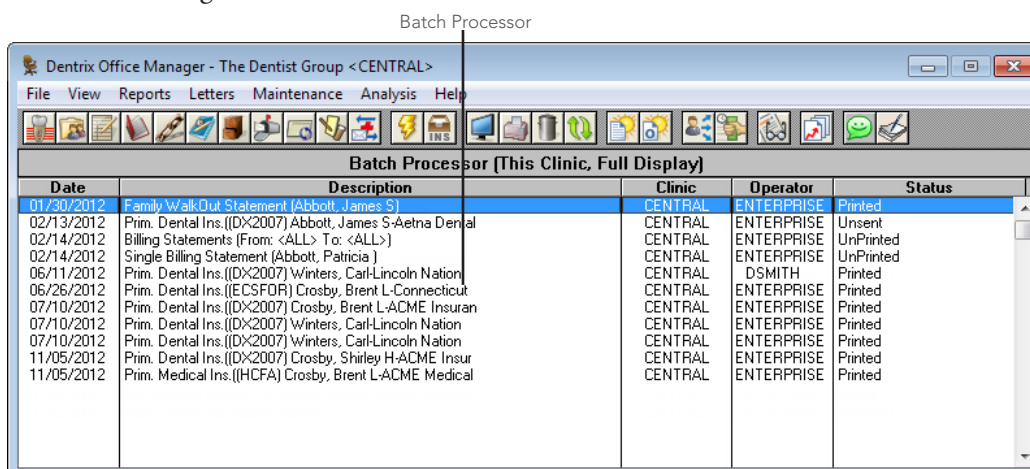 Batch Processor
Dentrix Office Manager - The Dentist Group <CENTRAL>
File View Reports Letters Maintenance Analysis Help
INS
Batch Processor (This Clinic, Full Display)
Date Description Clinic Operator Status
01/30/2012 Family WalkOut Statement (Abbott, James S) CENTRAL ENTERPRISE Printed
02/13/2012 Prim. Dental Ins.((DX2007) Abbott, James S-Aetna Dental CENTRAL ENTERPRISE Unsent
02/14/2012 Billing Statements (From: <ALL> To: <ALL>) CENTRAL ENTERPRISE UnPrinted
02/14/2012 Single Billing Statement (Abbott, Patricia ) CENTRAL ENTERPRISE UnPrinted
06/11/2012 Prim. Dental Ins.((DX2007) Winters, Carl-Lincoln Nation CENTRAL DSMITH Printed
06/26/2012 Prim. Dental Ins.((ECSFOR) Crosby, Brent L-Connecticut CENTRAL ENTERPRISE Printed
07/10/2012 Prim. Dental Ins.((DX2007) Crosby, Brent L-ACME Insuran CENTRAL ENTERPRISE Printed
07/10/2012 Prim. Dental Ins.((DX2007) Winters, Carl-Lincoln Nation CENTRAL ENTERPRISE Printed
07/10/2012 Prim. Dental Ins.((DX2007) Winters, Carl-Lincoln Nation CENTRAL ENTERPRISE Printed
11/05/2012 Prim. Dental Ins.((DX2007) Crosby, Shirley H-ACME Insur CENTRAL ENTERPRISE Printed
11/05/2012 Prim. Medical Ins.((HCFA) Crosby, Brent L-ACME Medical CENTRAL ENTERPRISE Printed